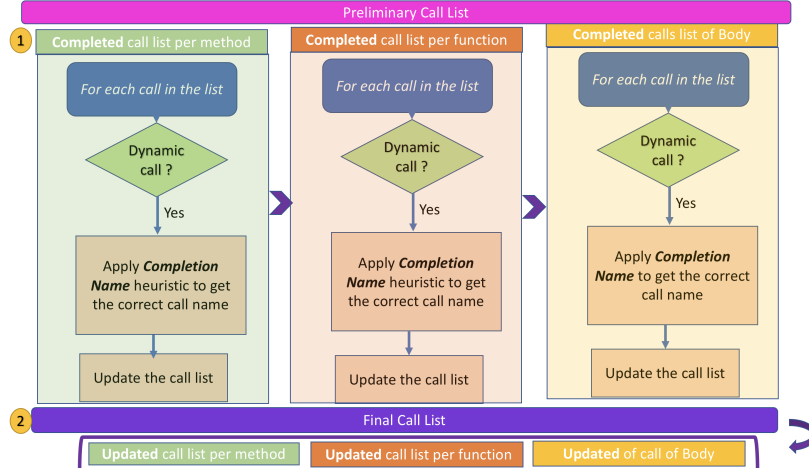 Preliminary Call List
1
Completed call list per method
For each call in the list
Dynamic
call ?
Yes
Apply Completion
Name heuristic to get
the correct call name
Update the call list
Completed call list per function
For each call in the list
Dynamic
call ?
Yes
Apply Completion
Name heuristic to get
the correct call name
Update the call list
Completed calls list of Body
For each call in the list
Dynamic
call ?
Yes
Apply Completion
Name to get the correct
call name
Update the call list
2
Final Call List
Updated call list per method
Updated call list per function
Updated of call of Body